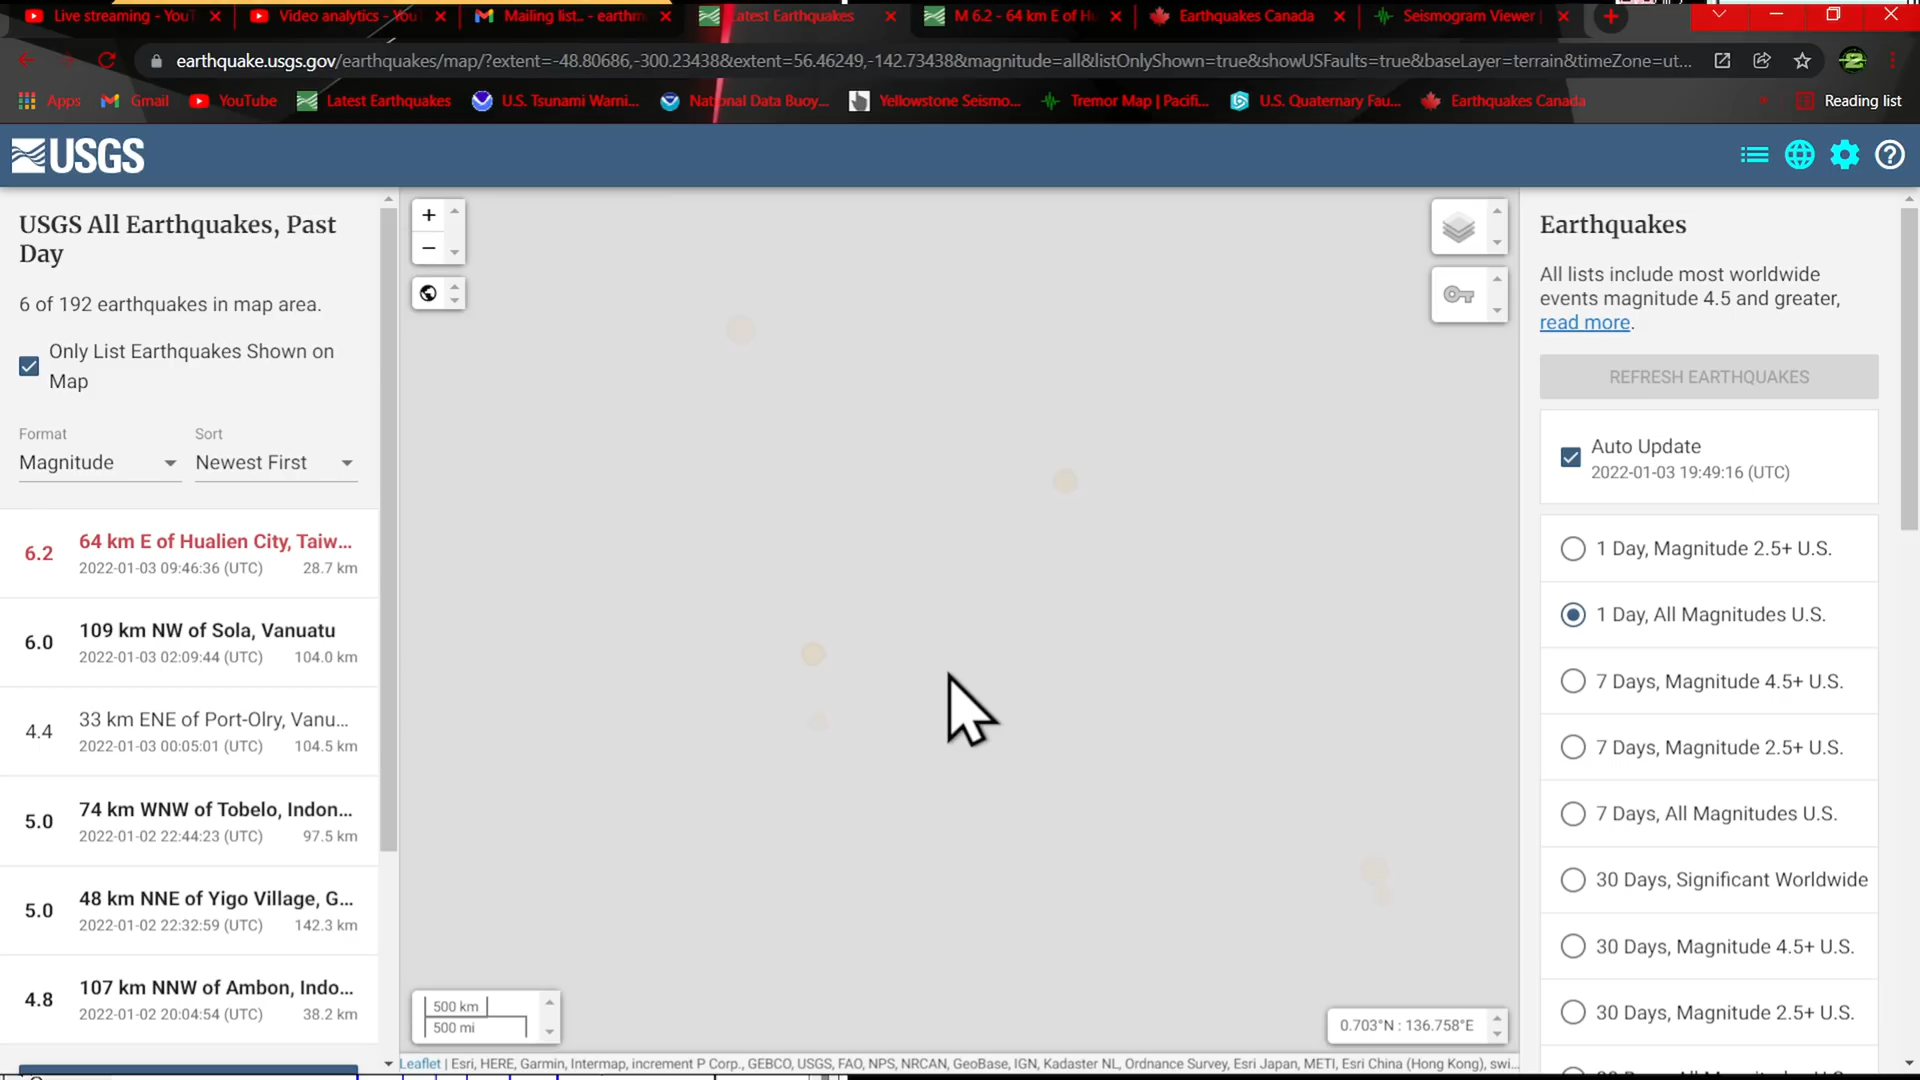 Live streaming - YouT
Video analytics - You
Mailing list.. - earthm
Latest Earthquakes
M 6.2 - 64 km E of Hu
Earthquakes Canada
Seismogram Viewer |
earthquake.usgs.gov/earthquakes/map/?extent=-48.80686,-300.23438&extent=56.46249,-142.73438&magnitude=all&listOnlyShown=true&showUSFaults=true&baseLayer=terrain&timeZone=ut...
Apps
Gmail
YouTube
Latest Earthquakes
U.S. Tsunami Warni...
National Data Buoy...
Yellowstone Seismo...
Tremor Map | Pacifi...
U.S. Quaternary Fau...
Earthquakes Canada
Reading list
USGS
USGS All Earthquakes, Past
Day
6 of 192 earthquakes in map area.
Only List Earthquakes Shown on
Map
Format
Sort
Magnitude
Newest First
6.2
64 km E of Hualien City, Taiw...
2022-01-03 09:46:36 (UTC)
28.7 km
6.0
109 km NW of Sola, Vanuatu
2022-01-03 02:09:44 (UTC)
104.0 km
4.4
33 km ENE of Port-Olry, Vanu...
2022-01-03 00:05:01 (UTC)
104.5 km
5.0
74 km WNW of Tobelo, Indon...
2022-01-02 22:44:23 (UTC)
97.5 km
5.0
48 km NNE of Yigo Village, G...
2022-01-02 22:32:59 (UTC)
142.3 km
4.8
107 km NNW of Ambon, Indo...
2022-01-02 20:04:54 (UTC)
38.2 km
+
−
500 km
500 mi
0.703°N : 136.758°E
Leaflet | Esri, HERE, Garmin, Intermap, increment P Corp., GEBCO, USGS, FAO, NPS, NRCAN, GeoBase, IGN, Kadaster NL, Ordnance Survey, Esri Japan, METI, Esri China (Hong Kong), swi...
Earthquakes
All lists include most worldwide
events magnitude 4.5 and greater,
read more.
REFRESH EARTHQUAKES
Auto Update
2022-01-03 19:49:16 (UTC)
1 Day, Magnitude 2.5+ U.S.
1 Day, All Magnitudes U.S.
7 Days, Magnitude 4.5+ U.S.
7 Days, Magnitude 2.5+ U.S.
7 Days, All Magnitudes U.S.
30 Days, Significant Worldwide
30 Days, Magnitude 4.5+ U.S.
30 Days, Magnitude 2.5+ U.S.